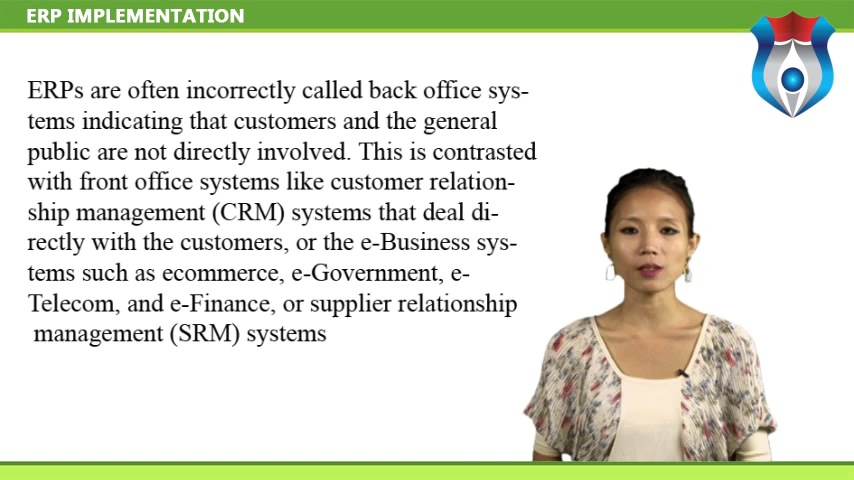 ERP IMPLEMENTATION
ERPs are often incorrectly called back office sys-
tems indicating that customers and the general
public are not directly involved. This is contrasted
with front office systems like customer relation-
ship management (CRM) systems that deal di-
rectly with the customers, or the e-Business sys-
tems such as ecommerce, e-Government, e-
Telecom, and e-Finance, or supplier relationship
management (SRM) systems